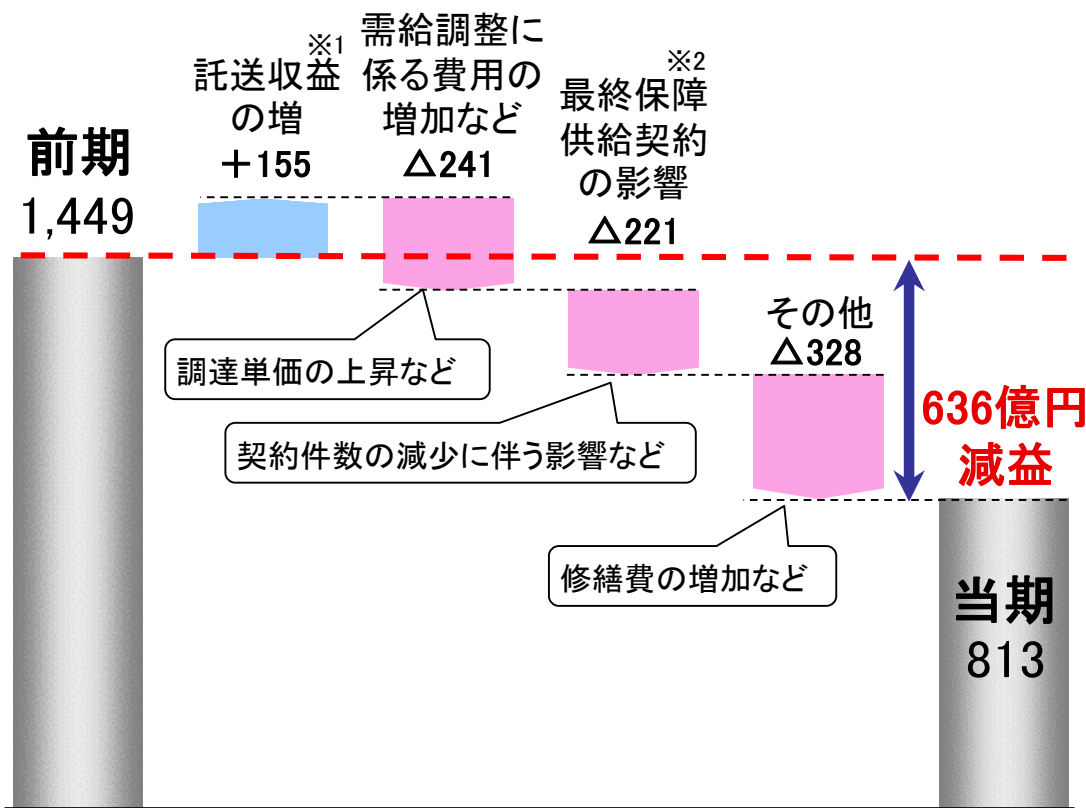 前期
1,449
※1
託送収益
の増
＋155
需給調整に
係る費用の
増加など
△241
※2
最終保障
供給契約
の影響
△221
その他
△328
調達単価の上昇など
契約件数の減少に伴う影響など
修繕費の増加など
636億円
減益
当期
813